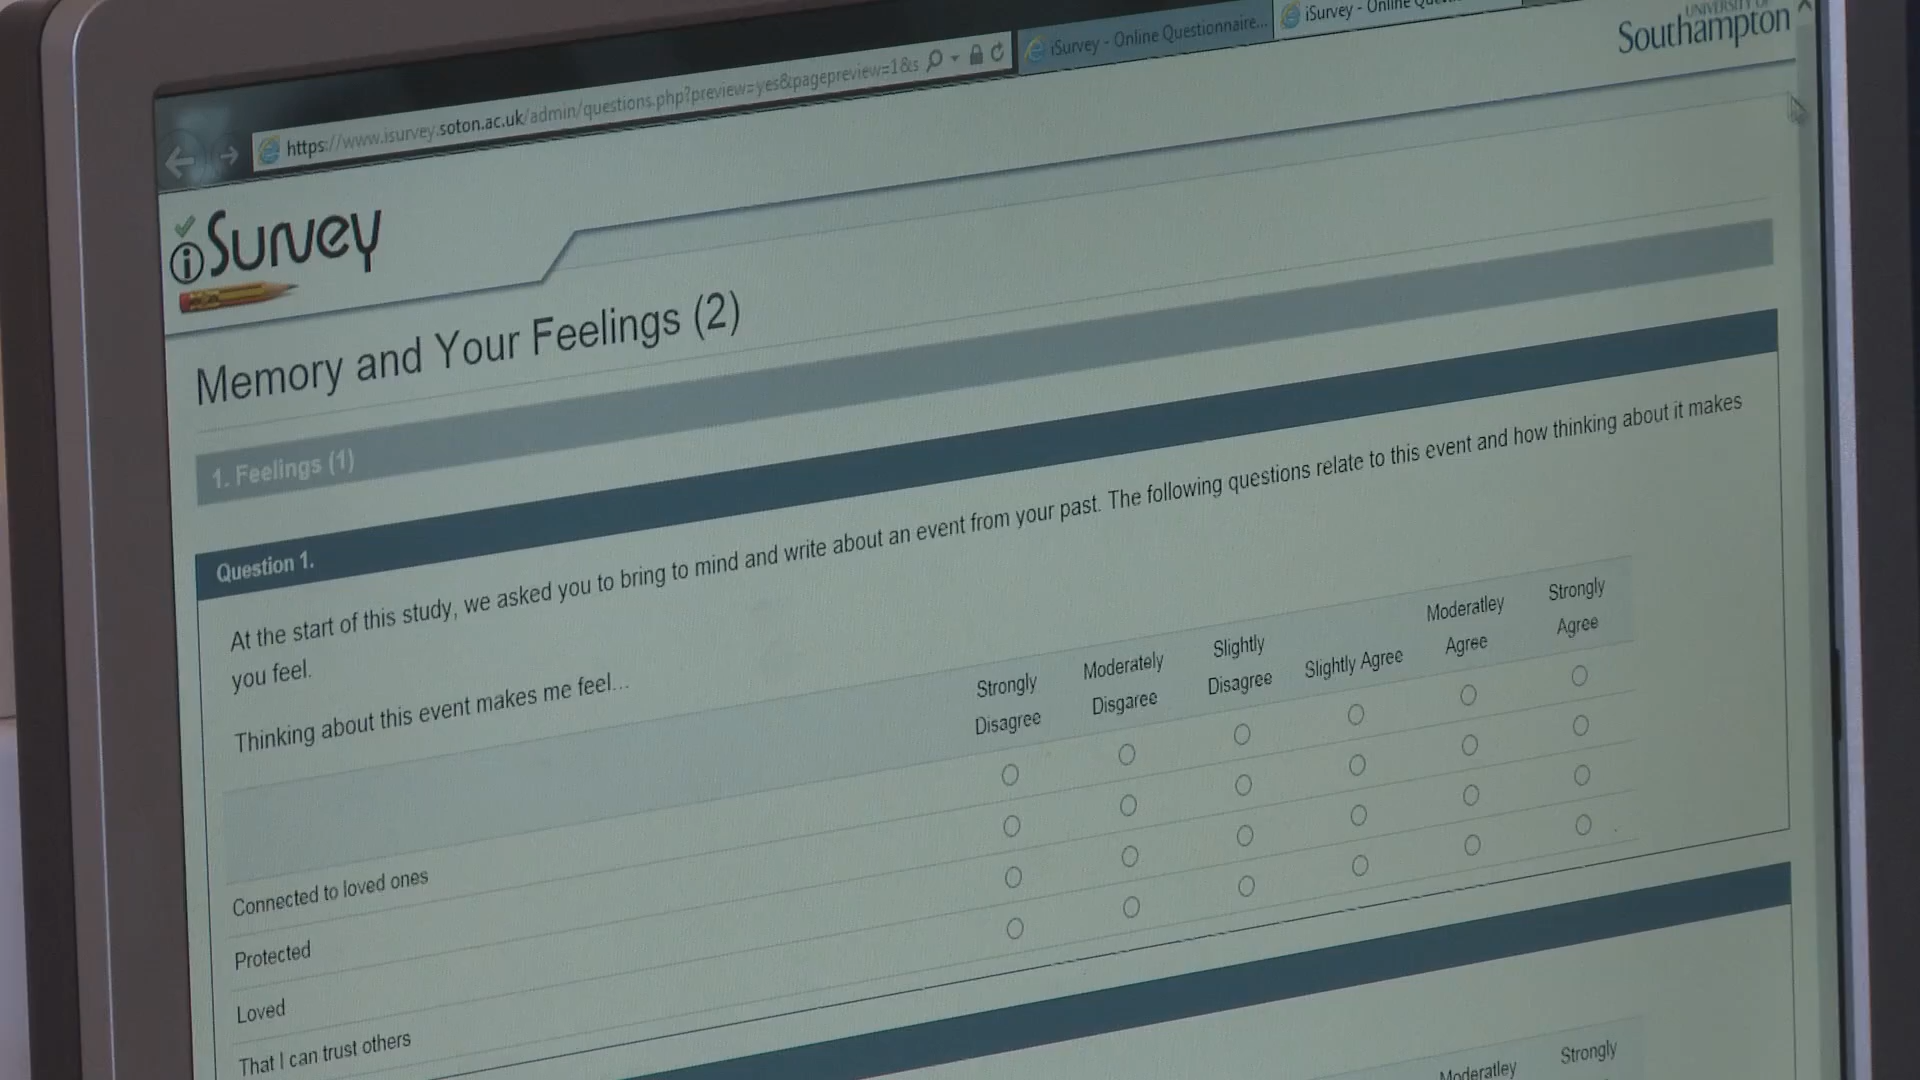 https://www.isurvey.soton.ac.uk/admin/questions.php?preview=yes&pagepreview=1&s
iSurvey - Online Questionnaire...
iSurvey - Online
UNIVERSITY OF
Southampton
iSurvey
Memory and Your Feelings (2)
1. Feelings (1)
Question 1.
At the start of this study, we asked you to bring to mind and write about an event from your past. The following questions relate to this event and how thinking about it makes
you feel.
Thinking about this event makes me feel...
Strongly Disagree
Moderately Disgaree
Slightly Disagree
Slightly Agree
Moderatley Agree
Strongly Agree
Connected to loved ones
Protected
Loved
That I can trust others
Moderatley
Strongly